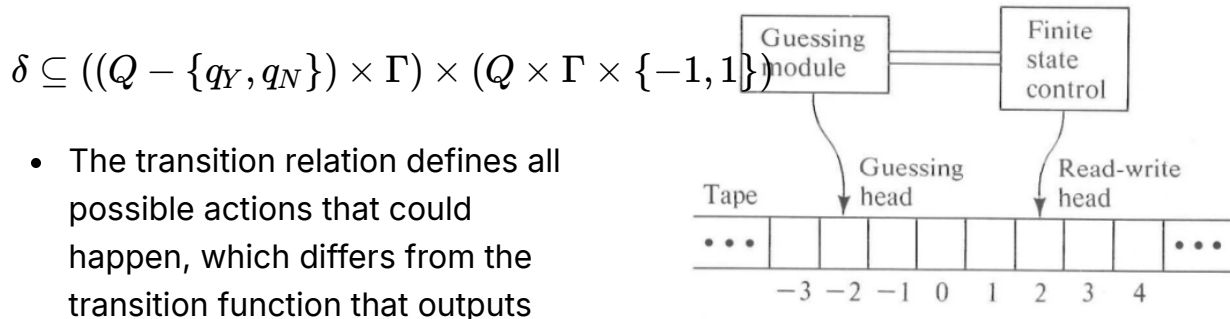 δ ⊆ ((Q − {q_Y, q_N}) × Γ) × (Q × Γ × {−1, 1})
• The transition relation defines all
possible actions that could
happen, which differs from the
transition function that outputs
Guessing
module
Finite
state
control
Guessing
head
Read-write
head
Tape
••• •••
−3 −2 −1 0 1 2 3 4